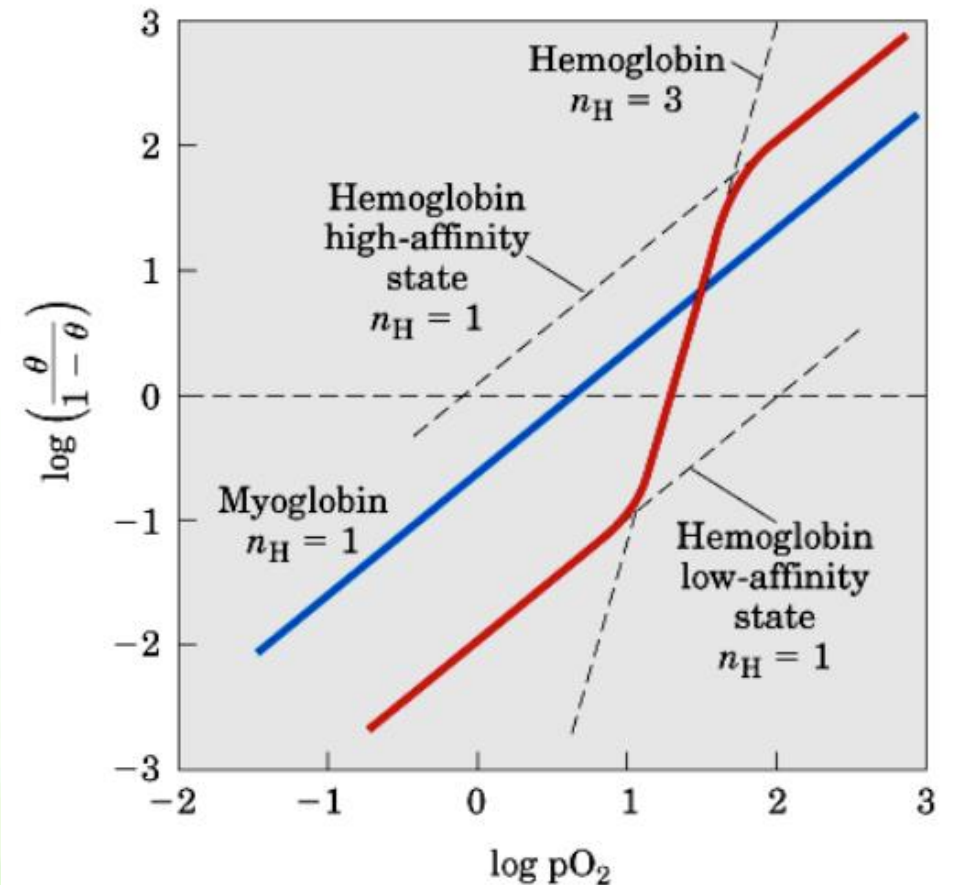 3
2
1
0
−1
−2
−3
log (θ / 1 − θ)
Hemoglobin
nH = 3
Hemoglobin
high-affinity
state
nH = 1
Myoglobin
nH = 1
Hemoglobin
low-affinity
state
nH = 1
−2 −1 0 1 2 3
log pO₂